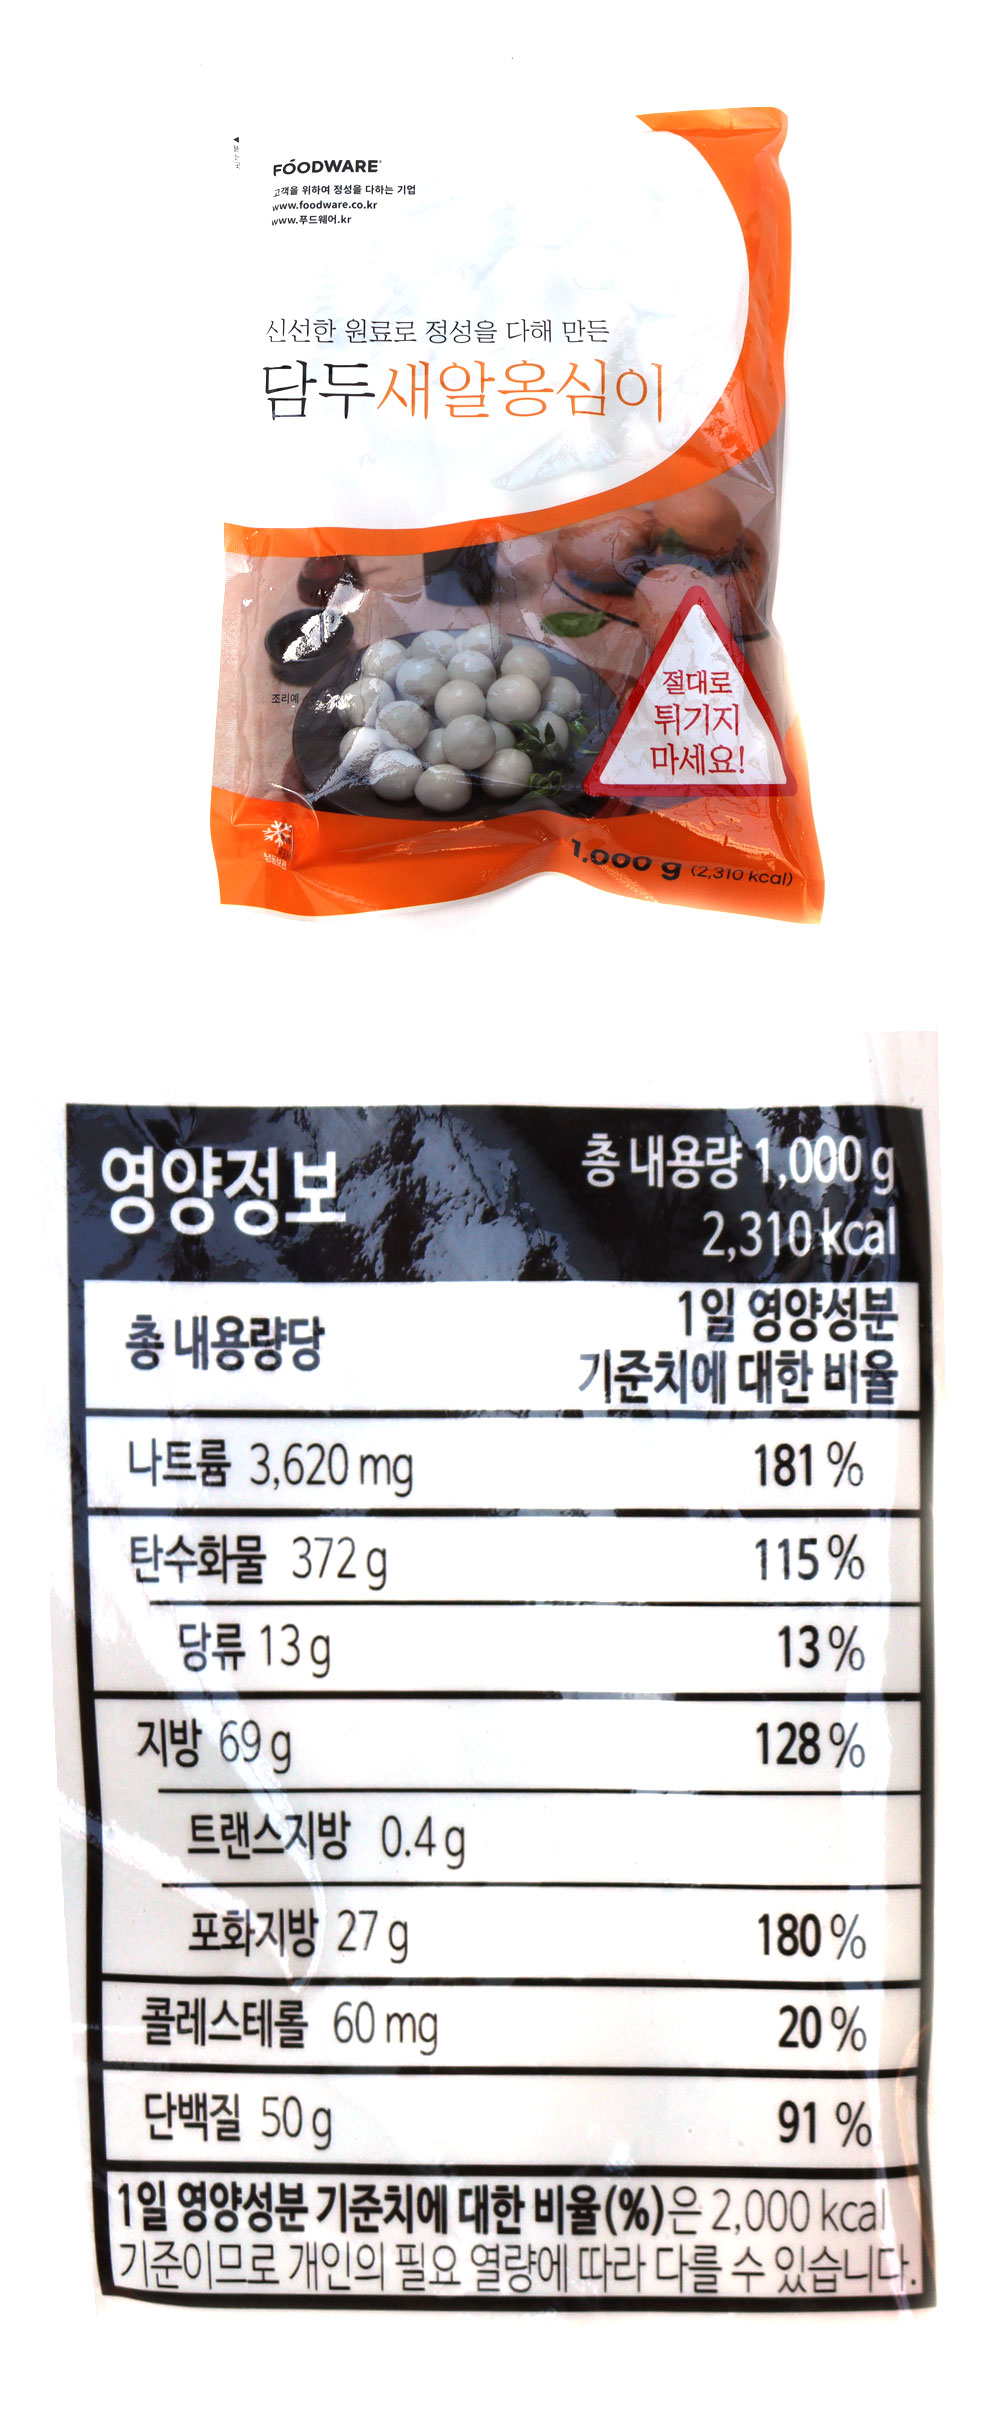 FOODWARE
고객을 위하여 정성을 다하는 기업
www.foodware.co.kr
www.푸드웨어.kr
신선한 원료로 정성을 다해 만든
담두새알옹심이
조리예
절대로
튀기지
마세요!
냉동보관
1,000 g (2,310 kcal)
영양정보
총 내용량 1,000 g
2,310 kcal
총 내용량당
1일 영양성분
기준치에 대한 비율
나트륨 3,620 mg 181 %
탄수화물 372 g 115 %
당류 13 g 13 %
지방 69 g 128 %
트랜스지방 0.4 g
포화지방 27 g 180 %
콜레스테롤 60 mg 20 %
단백질 50 g 91 %
1일 영양성분 기준치에 대한 비율(%)은 2,000 kcal
기준이므로 개인의 필요 열량에 따라 다를 수 있습니다.